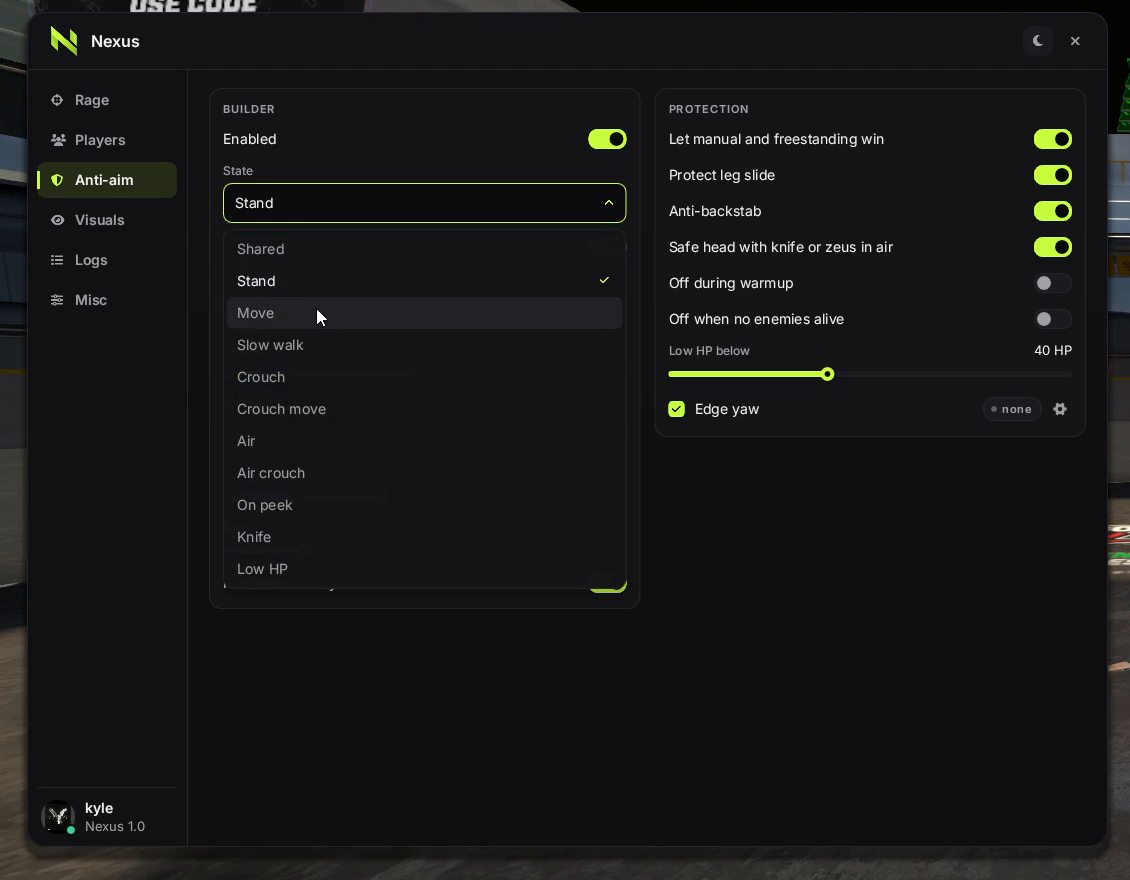 USE CODE
Nexus
Rage
Players
Anti-aim
Visuals
Logs
Misc
BUILDER
Enabled
State
Stand
Shared
Stand
Move
Slow walk
Crouch
Crouch move
Air
Air crouch
On peek
Knife
Low HP
PROTECTION
Let manual and freestanding win
Protect leg slide
Anti-backstab
Safe head with knife or zeus in air
Off during warmup
Off when no enemies alive
Low HP below 40 HP
Edge yaw none
kyle
Nexus 1.0